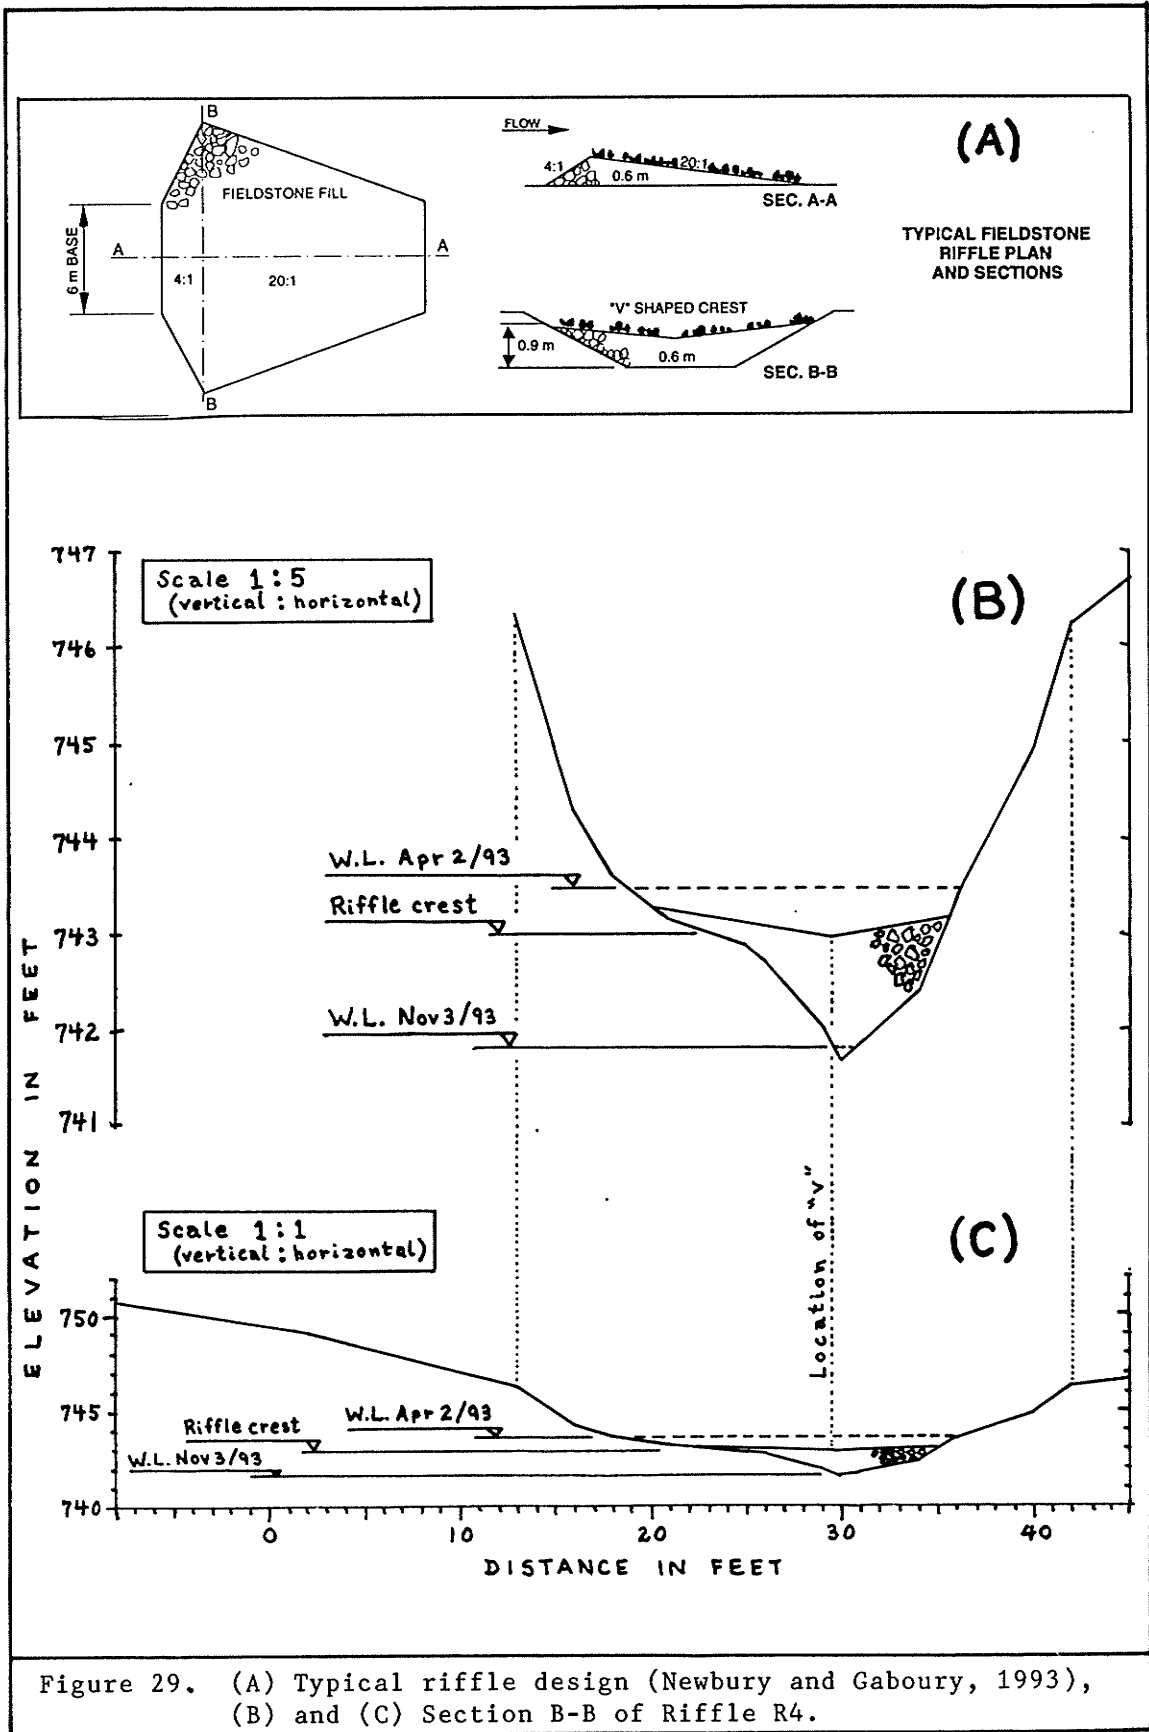 B
FLOW
(A)
4:1
20:1
0.6 m
SEC. A-A
FIELDSTONE FILL
6 m BASE
A
A
4:1
20:1
B
TYPICAL FIELDSTONE
RIFFLE PLAN
AND SECTIONS
"V" SHAPED CREST
0.9 m
0.6 m
SEC. B-B
ELEVATION IN FEET
747
746
745
744
743
742
741
Scale 1:5
(vertical : horizontal)
(B)
W.L. Apr 2/93
Riffle crest
W.L. Nov 3/93
Location of "V"
Scale 1:1
(vertical : horizontal)
(C)
750
745
740
W.L. Apr 2/93
Riffle crest
W.L. Nov 3/93
0
10
20
30
40
DISTANCE IN FEET
Figure 29. (A) Typical riffle design (Newbury and Gaboury, 1993),
(B) and (C) Section B-B of Riffle R4.